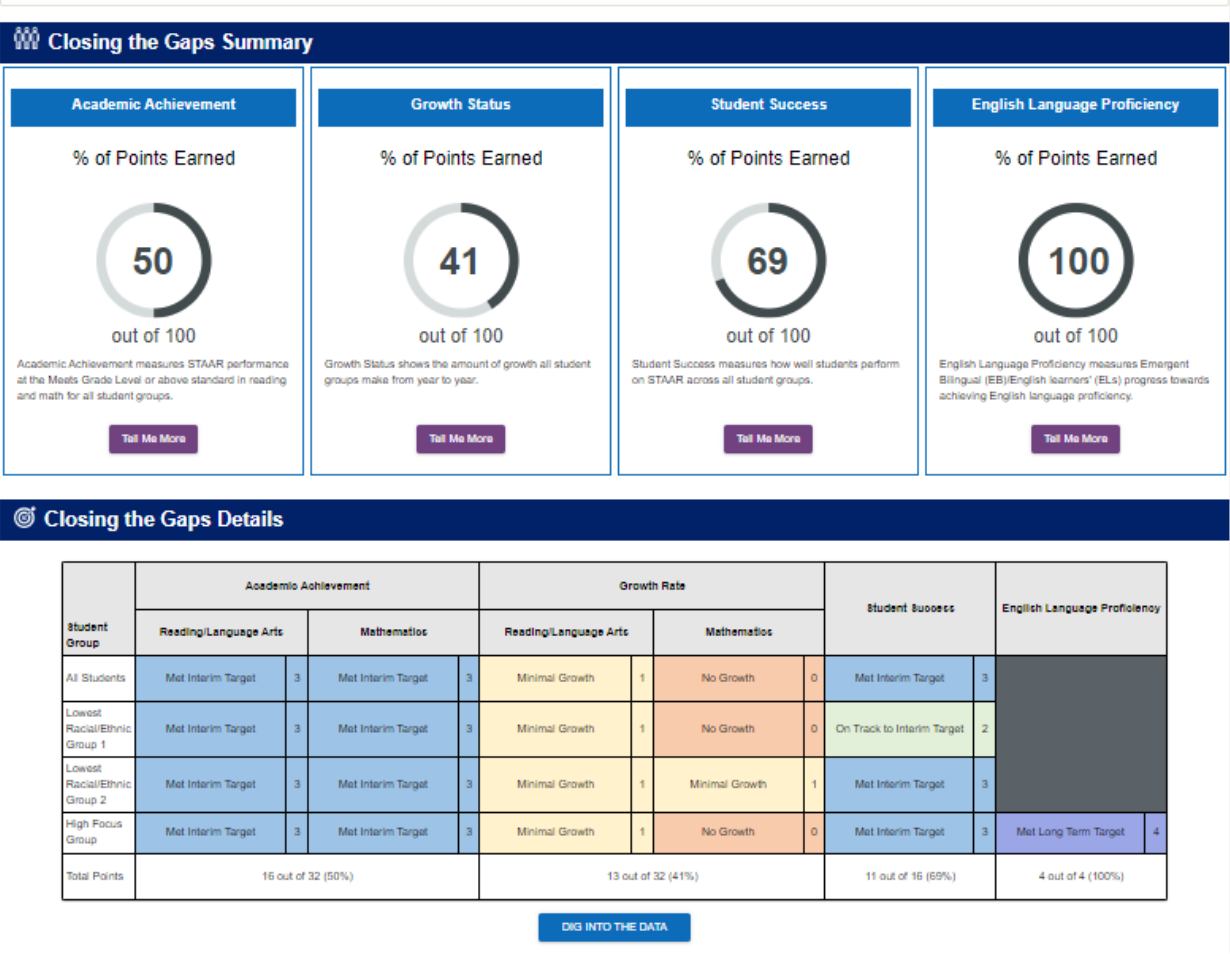 Closing the Gaps Summary
Academic Achievement
% of Points Earned
50
out of 100
Academic Achievement measures STAAR performance
at the Meets Grade Level or above standard in reading
and math for all student groups.
Tell Me More
Growth Status
% of Points Earned
41
out of 100
Growth Status shows the amount of growth all student
groups make from year to year.
Tell Me More
Student Success
% of Points Earned
69
out of 100
Student Success measures how well students perform
on STAAR across all student groups.
Tell Me More
English Language Proficiency
% of Points Earned
100
out of 100
English Language Proficiency measures Emergent
Bilingual (EB)/English learners' (ELs) progress towards
achieving English language proficiency.
Tell Me More
Closing the Gaps Details
Student
Group
Academic Achievement
Growth Rate
Student Success
English Language Proficiency
Reading/Language Arts
Mathematics
Reading/Language Arts
Mathematics
All Students
Met Interim Target 3
Met Interim Target 3
Minimal Growth 1
No Growth 0
Met Interim Target 3
Lowest
Racial/Ethnic
Group 1
Met Interim Target 3
Met Interim Target 3
Minimal Growth 1
No Growth 0
On Track to Interim Target 2
Lowest
Racial/Ethnic
Group 2
Met Interim Target 3
Met Interim Target 3
Minimal Growth 1
Minimal Growth 1
Met Interim Target 3
High Focus
Group
Met Interim Target 3
Met Interim Target 3
Minimal Growth 1
No Growth 0
Met Interim Target 3
Met Long Term Target 4
Total Points
16 out of 32 (50%)
13 out of 32 (41%)
11 out of 16 (69%)
4 out of 4 (100%)
DIG INTO THE DATA